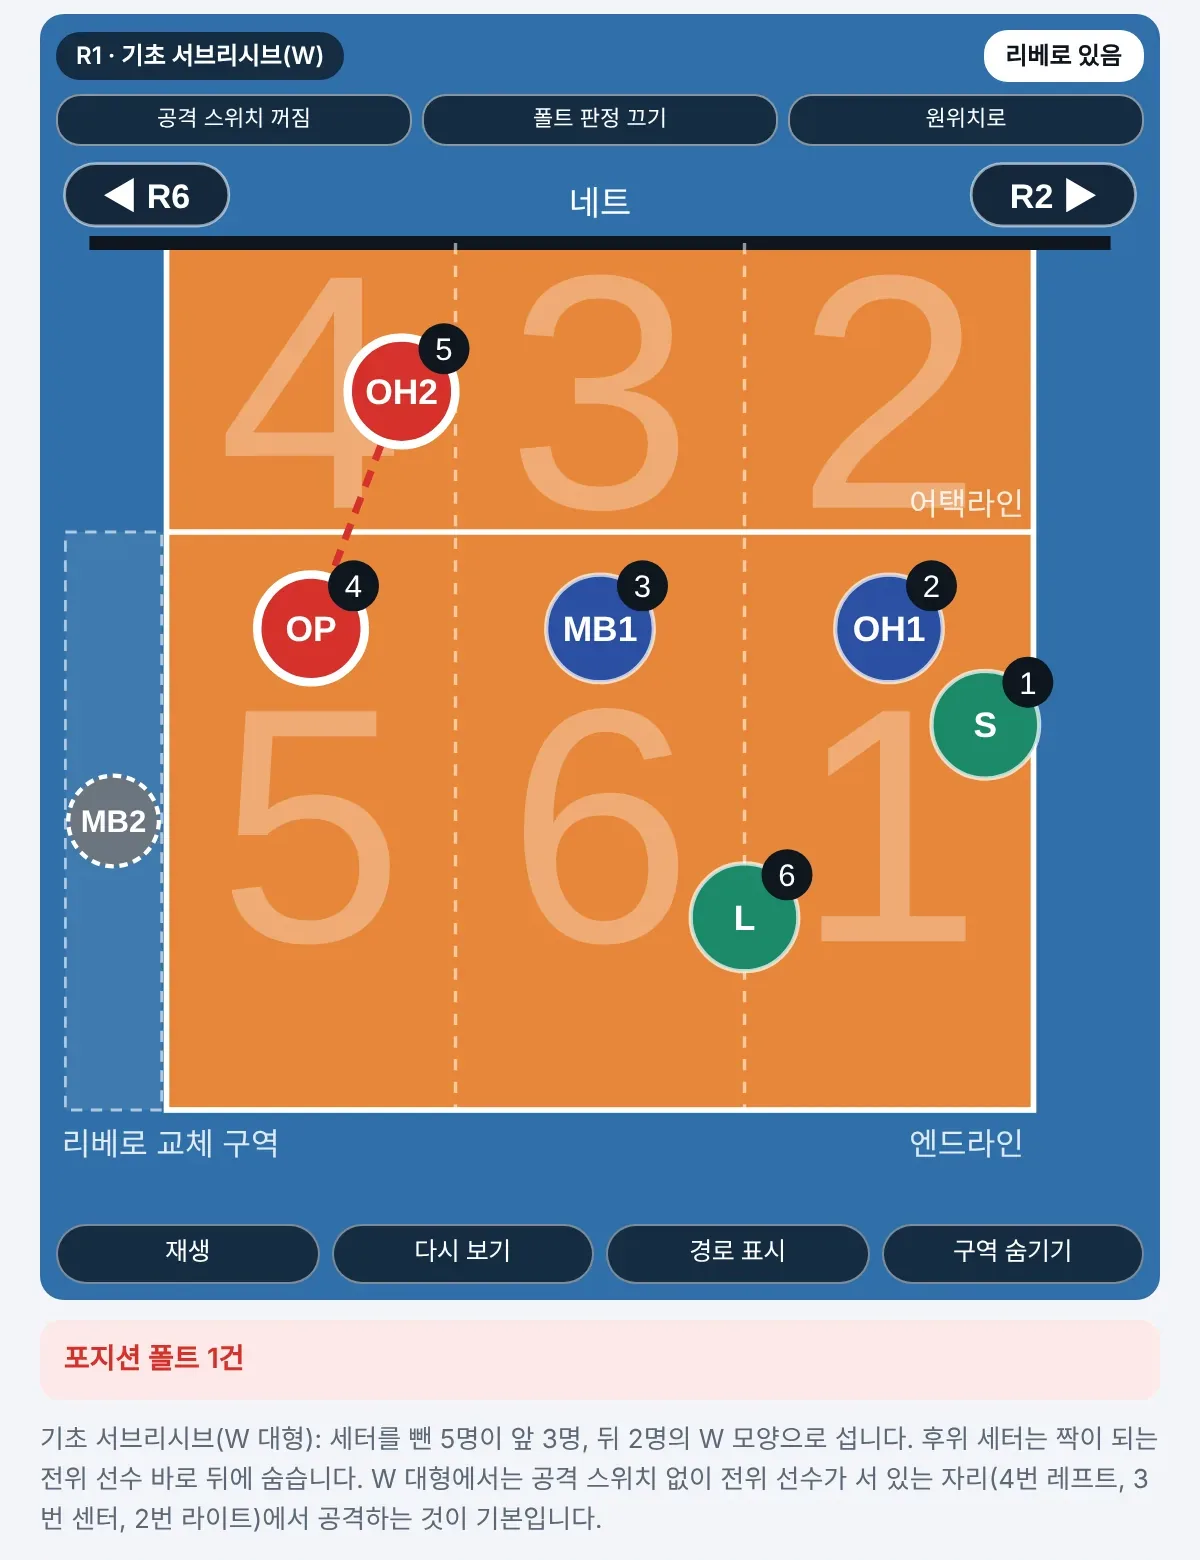 R1 · 기초 서브리시브(W)
리베로 있음
공격 스위치 꺼짐
폴트 판정 끄기
원위치로
◀ R6
네트
R2 ▶
4
3
2
5
OH2
어택라인
4
OP
3
MB1
2
OH1
1
S
5
6
1
MB2
6
L
리베로 교체 구역
엔드라인
재생
다시 보기
경로 표시
구역 숨기기
포지션 폴트 1건
기초 서브리시브(W 대형): 세터를 뺀 5명이 앞 3명, 뒤 2명의 W 모양으로 섭니다. 후위 세터는 짝이 되는
전위 선수 바로 뒤에 숨습니다. W 대형에서는 공격 스위치 없이 전위 선수가 서 있는 자리(4번 레프트, 3
번 센터, 2번 라이트)에서 공격하는 것이 기본입니다.